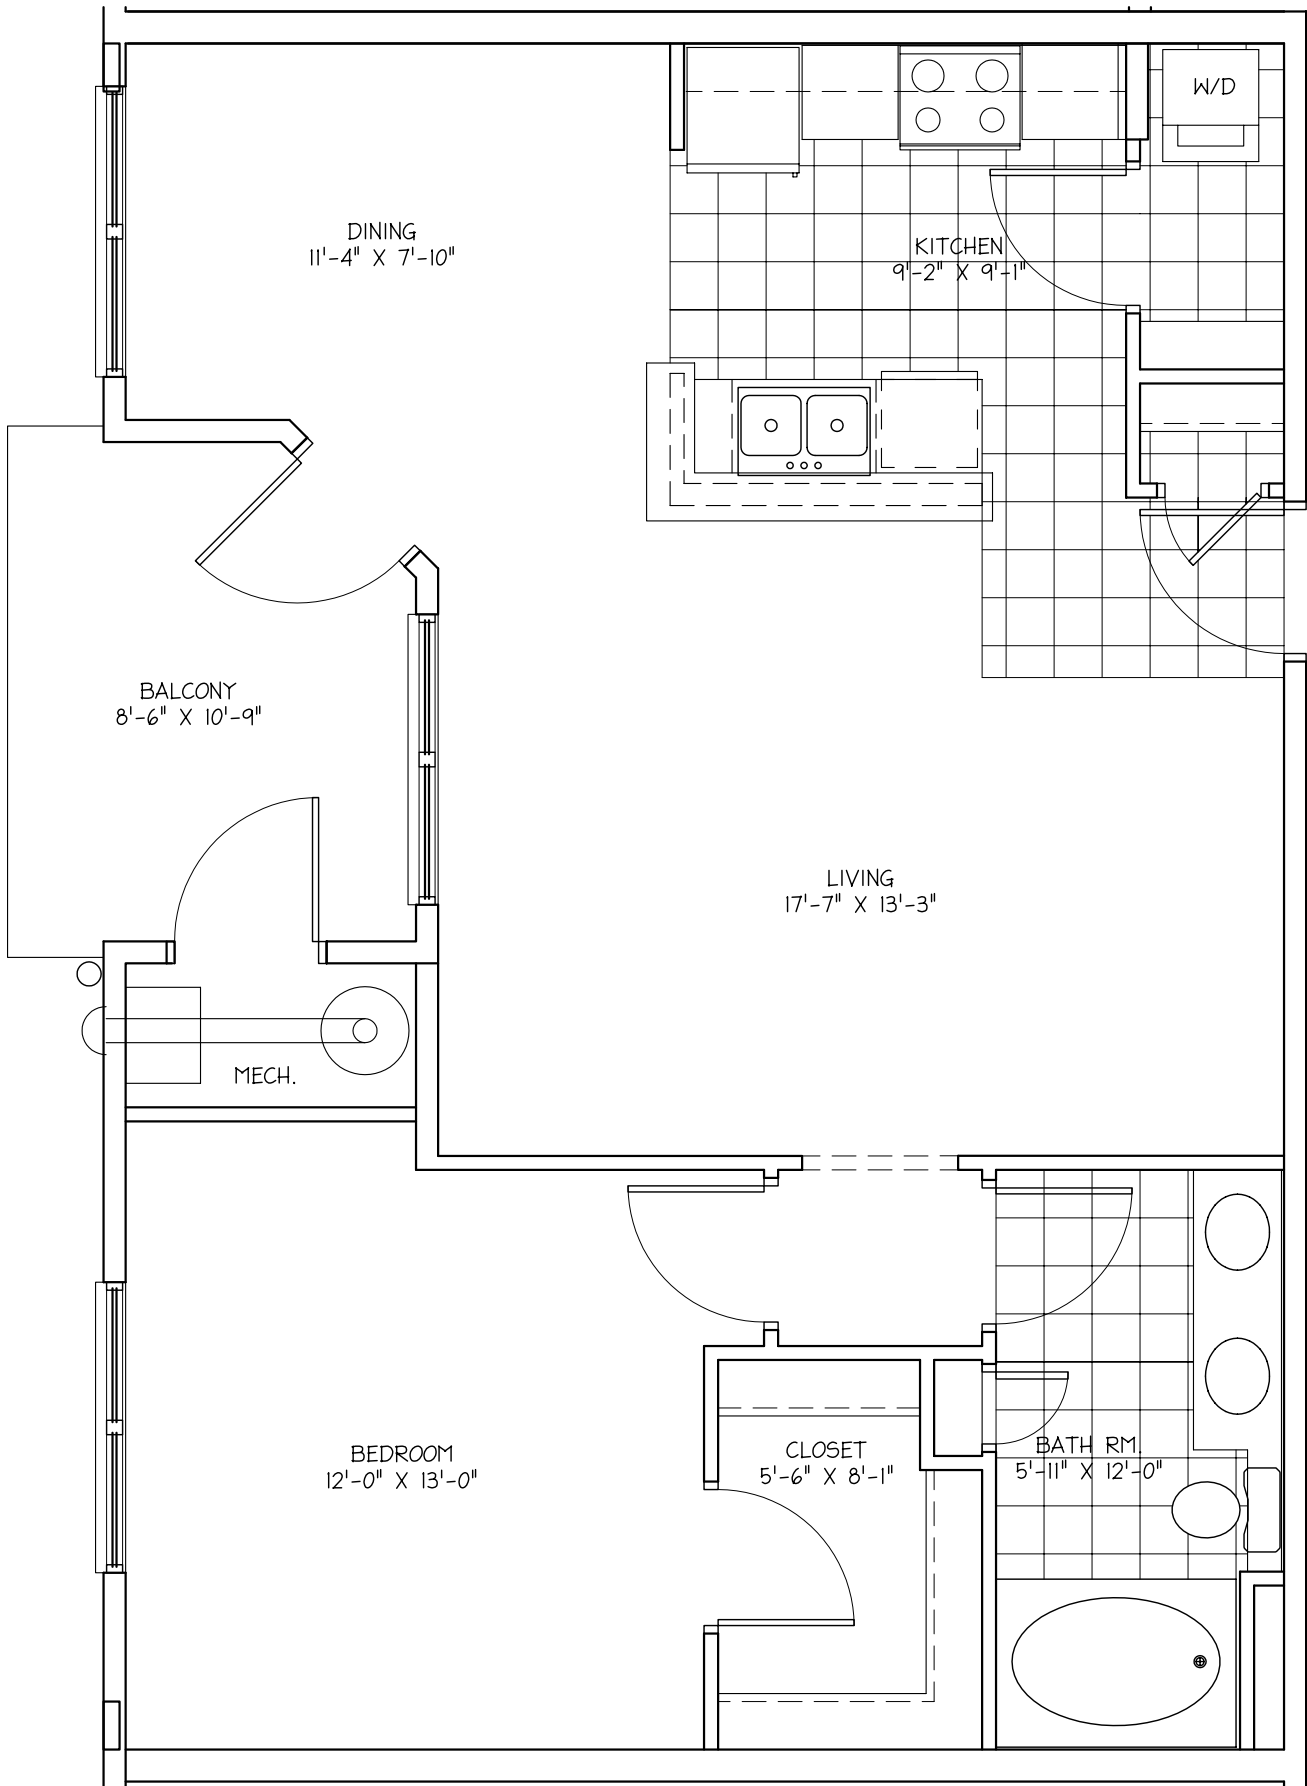 W/D
DINING
11'-4" X 7'-10"
KITCHEN
9'-2" X 9'-1"
BALCONY
8'-6" X 10'-9"
LIVING
17'-7" X 13'-3"
MECH.
BEDROOM
12'-0" X 13'-0"
CLOSET
5'-6" X 8'-1"
BATH RM.
5'-11" X 12'-0"